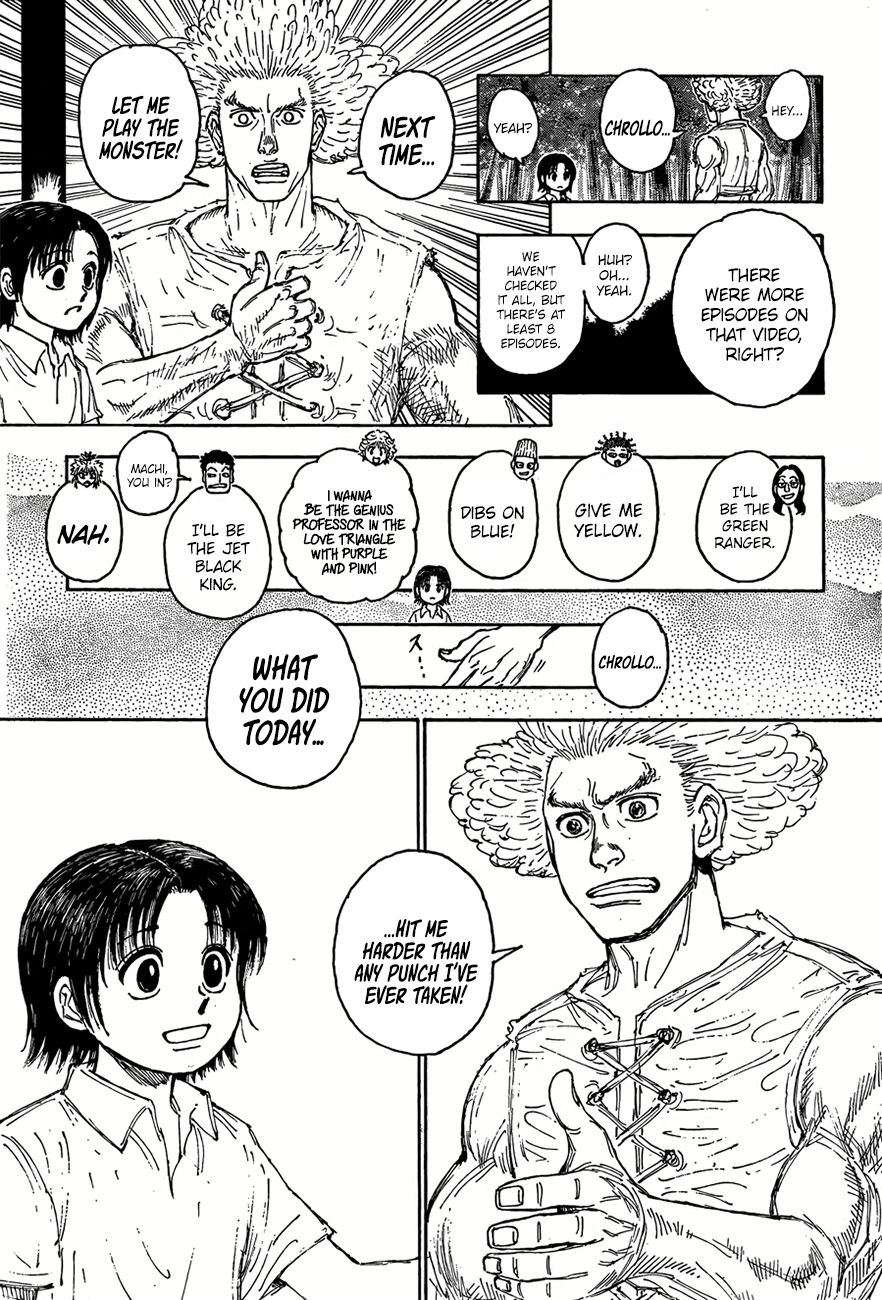 HEY...
CHROLLO...
YEAH?
THERE
WERE MORE
EPISODES ON
THAT VIDEO,
RIGHT?
HUH?
OH...
YEAH.
WE
HAVEN'T
CHECKED
IT ALL, BUT
THERE'S AT
LEAST 8
EPISODES.
NEXT
TIME...
LET ME
PLAY THE
MONSTER!
I'LL
BE THE
GREEN
RANGER.
GIVE ME
YELLOW.
DIBS ON
BLUE!
I WANNA
BE THE GENIUS
PROFESSOR IN THE
LOVE TRIANGLE
WITH PURPLE
AND PINK!
I'LL BE
THE JET
BLACK
KING.
MACHI,
YOU IN?
NAH.
CHROLLO...
ス...
WHAT
YOU DID
TODAY...
...HIT ME
HARDER THAN
ANY PUNCH I'VE
EVER TAKEN!